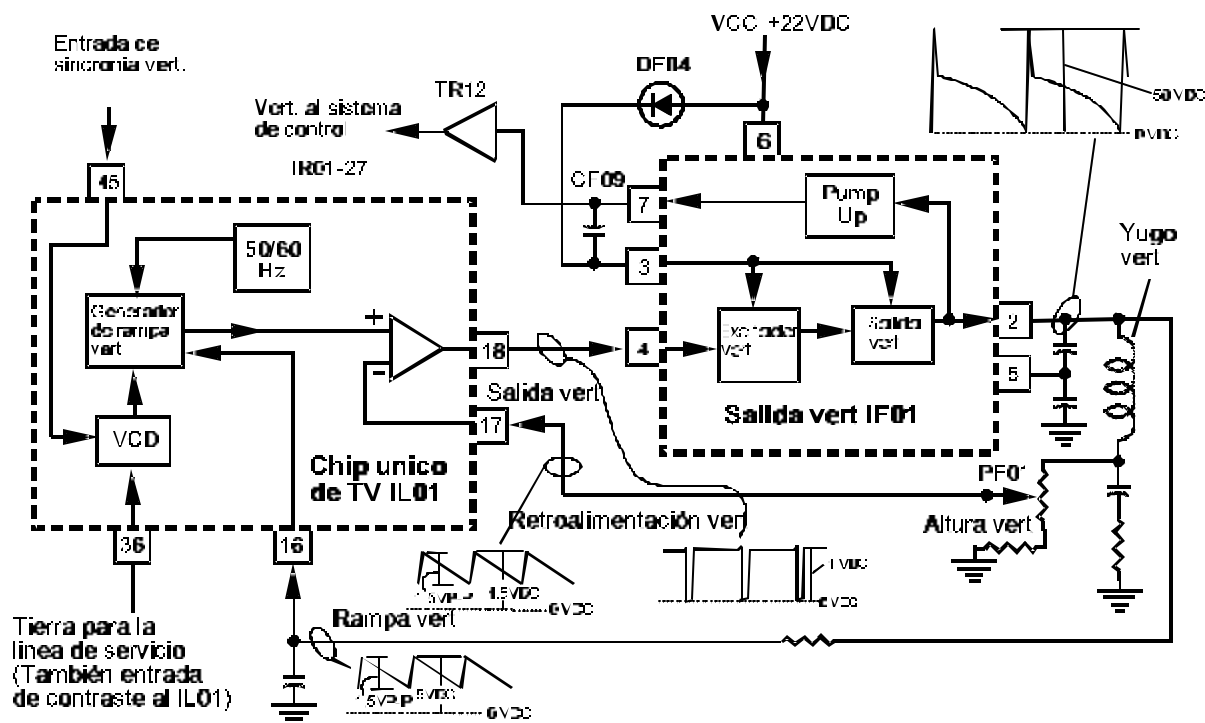 Entrada ce
sincronia vert.
VCC +22VDC
DF04
TR12
Vert. al sistema
de control
IR01-27
50VDC
0VDC
6
45
CF09
7
Pump
Up
Yugo
vert
50/60
Hz
3
Generador
de rampa
vert
+
-
18
4
Excitador
vert
Salida
vert
2
5
Salida vert
17
VCD
Salida vert IF01
Chip unico
de TV IL01
PF01
Retroalimentación vert
Altura vert
36
16
1.5VDC
0VDC
1VDC
0VDC
Rampa vert
Tierra para la
linea de servicio
(También entrada
de contraste al IL01)
5VP-P
5VDC
0VDC